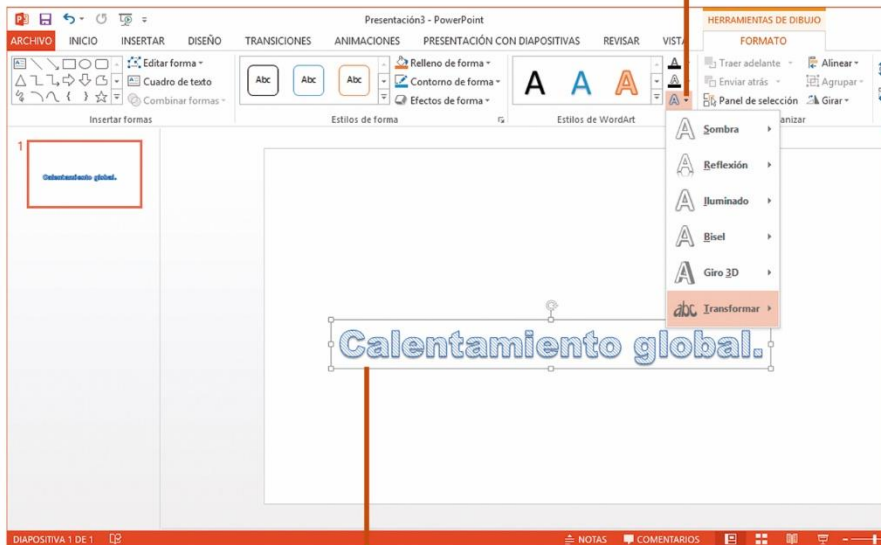 Presentación3 - PowerPoint
HERRAMIENTAS DE DIBUJO
ARCHIVO INICIO INSERTAR DISEÑO TRANSICIONES ANIMACIONES PRESENTACIÓN CON DIAPOSITIVAS REVISAR VISTA FORMATO
Editar forma
Cuadro de texto
Combinar formas
Insertar formas
Abc Abc Abc
Relleno de forma
Contorno de forma
Efectos de forma
Estilos de forma
A A A
Estilos de WordArt
Traer adelante
Enviar atrás
Panel de selección
Alinear
Agrupar
Girar
anizar
Sombra
Reflexión
Iluminado
Bisel
Giro 3D
abc Transformar
1
Calentamiento global.
Calentamiento global.
DIAPOSITIVA 1 DE 1 NOTAS COMENTARIOS